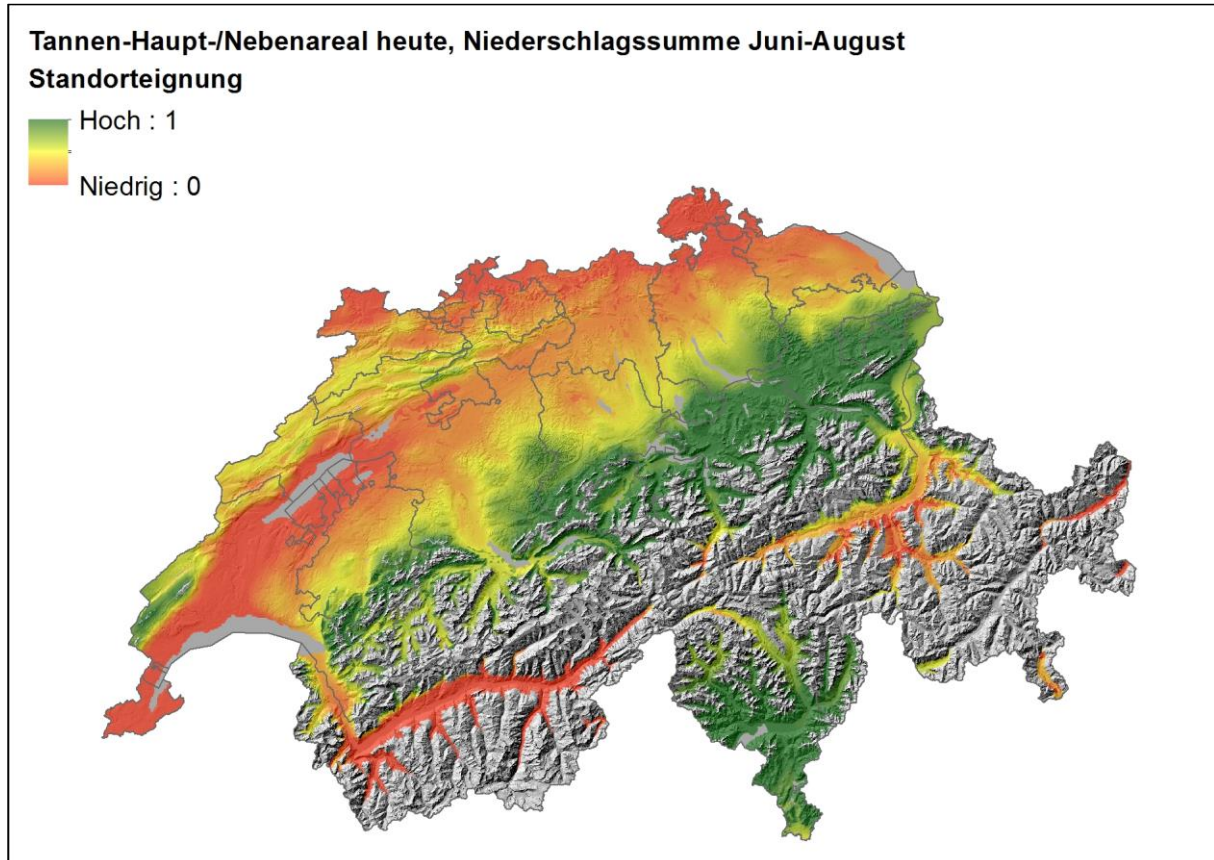 Tannen-Haupt-/Nebenareal heute, Niederschlagssumme Juni-August
Standorteignung
Hoch : 1
Niedrig : 0